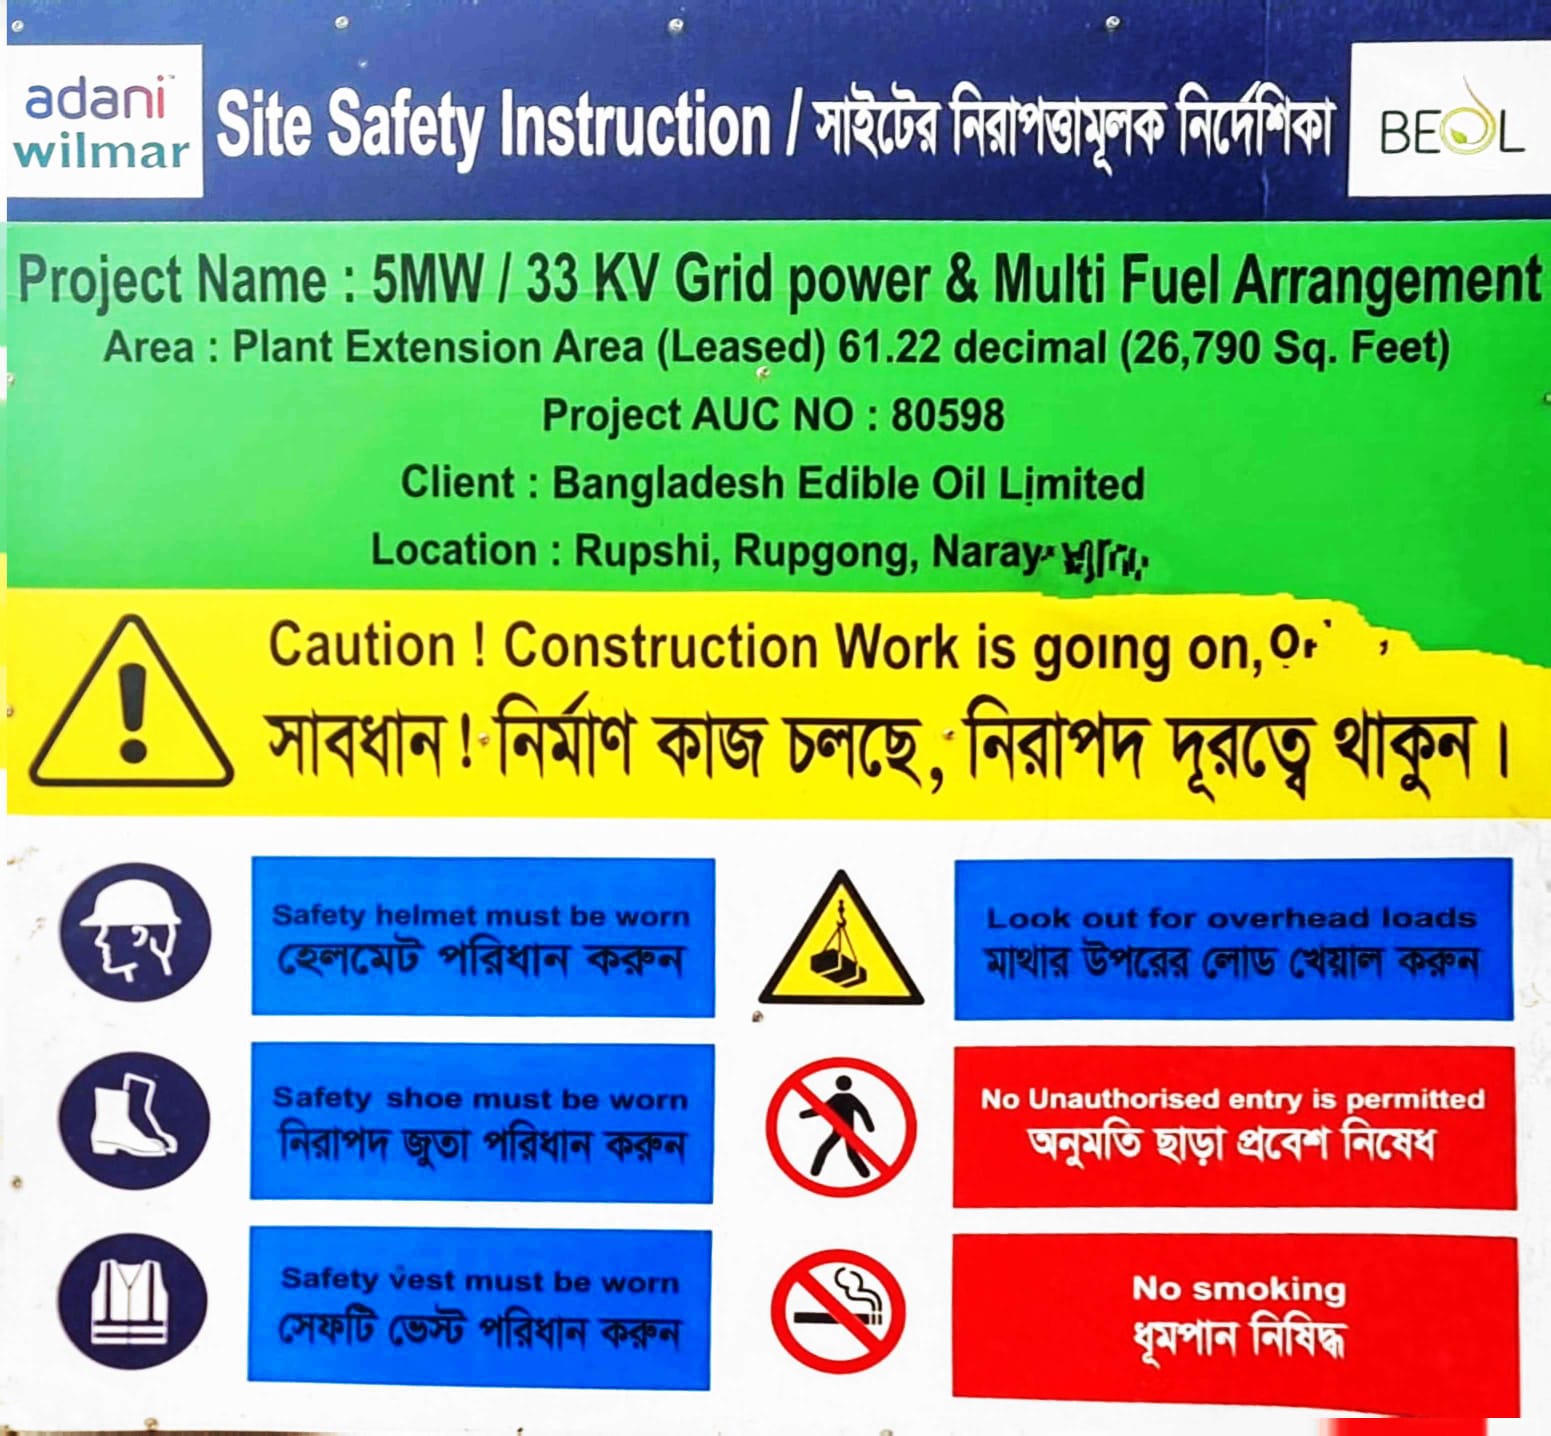 adani
wilmar
Site Safety Instruction / সাইটের নিরাপত্তামূলক নির্দেশিকা
BEOL
Project Name : 5MW / 33 KV Grid power & Multi Fuel Arrangement
Area : Plant Extension Area (Leased) 61.22 decimal (26,790 Sq. Feet)
Project AUC NO : 80598
Client : Bangladesh Edible Oil Limited
Location : Rupshi, Rupgong,
Caution ! Construction Work is going on,
সাবধান ! নির্মাণ কাজ চলছে, নিরাপদ দূরত্বে থাকুন ।
Safety helmet must be worn
হেলমেট পরিধান করুন
Look out for overhead loads
মাথার উপরের লোড খেয়াল করুন
Safety shoe must be worn
নিরাপদ জুতা পরিধান করুন
No Unauthorised entry is permitted
অনুমতি ছাড়া প্রবেশ নিষেধ
Safety vest must be worn
সেফটি ভেস্ট পরিধান করুন
No smoking
ধূমপান নিষিদ্ধ